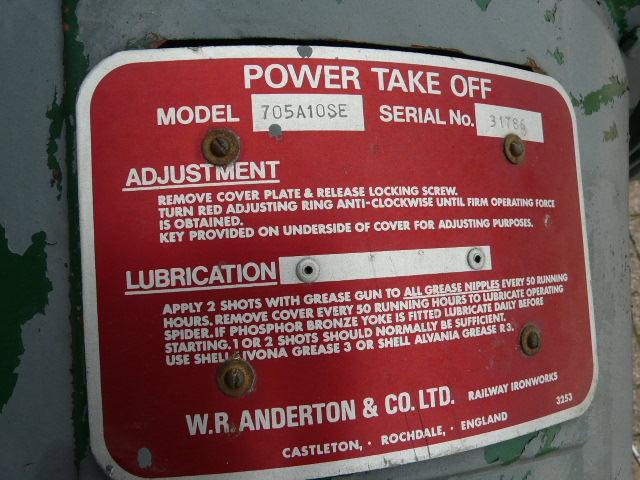 POWER TAKE OFF
MODEL 705A10SE SERIAL No. 31786
ADJUSTMENT
REMOVE COVER PLATE & RELEASE LOCKING SCREW.
TURN RED ADJUSTING RING ANTI-CLOCKWISE UNTIL FIRM OPERATING FORCE
IS OBTAINED.
KEY PROVIDED ON UNDERSIDE OF COVER FOR ADJUSTING PURPOSES.
LUBRICATION
APPLY 2 SHOTS WITH GREASE GUN TO ALL GREASE NIPPLES EVERY 50 RUNNING
HOURS. REMOVE COVER EVERY 50 RUNNING HOURS TO LUBRICATE OPERATING
SPIDER. IF PHOSPHOR BRONZE YOKE IS FITTED LUBRICATE DAILY BEFORE
STARTING. 1 OR 2 SHOTS SHOULD NORMALLY BE SUFFICIENT.
USE SHELL LIVONA GREASE 3 OR SHELL ALVANIA GREASE R3.
W.R. ANDERTON & CO. LTD. RAILWAY IRONWORKS
CASTLETON, · ROCHDALE, · ENGLAND 3253